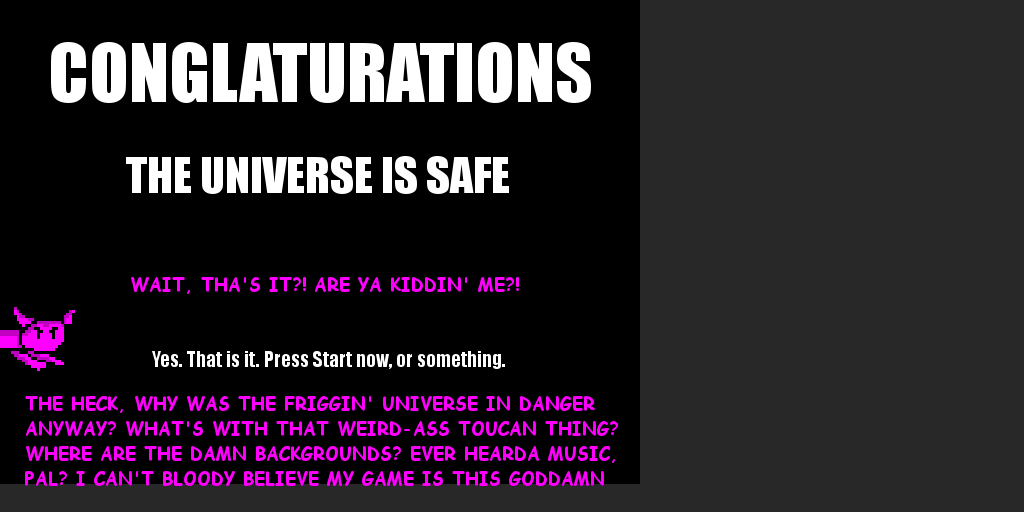 CONGLATURATIONS
THE UNIVERSE IS SAFE
WAIT, THA'S IT?! ARE YA KIDDIN' ME?!
Yes. That is it. Press Start now, or something.
THE HECK, WHY WAS THE FRIGGIN' UNIVERSE IN DANGER
ANYWAY? WHAT'S WITH THAT WEIRD-ASS TOUCAN THING?
WHERE ARE THE DAMN BACKGROUNDS? EVER HEARDA MUSIC,
PAL? I CAN'T BLOODY BELIEVE MY GAME IS THIS GODDAMN